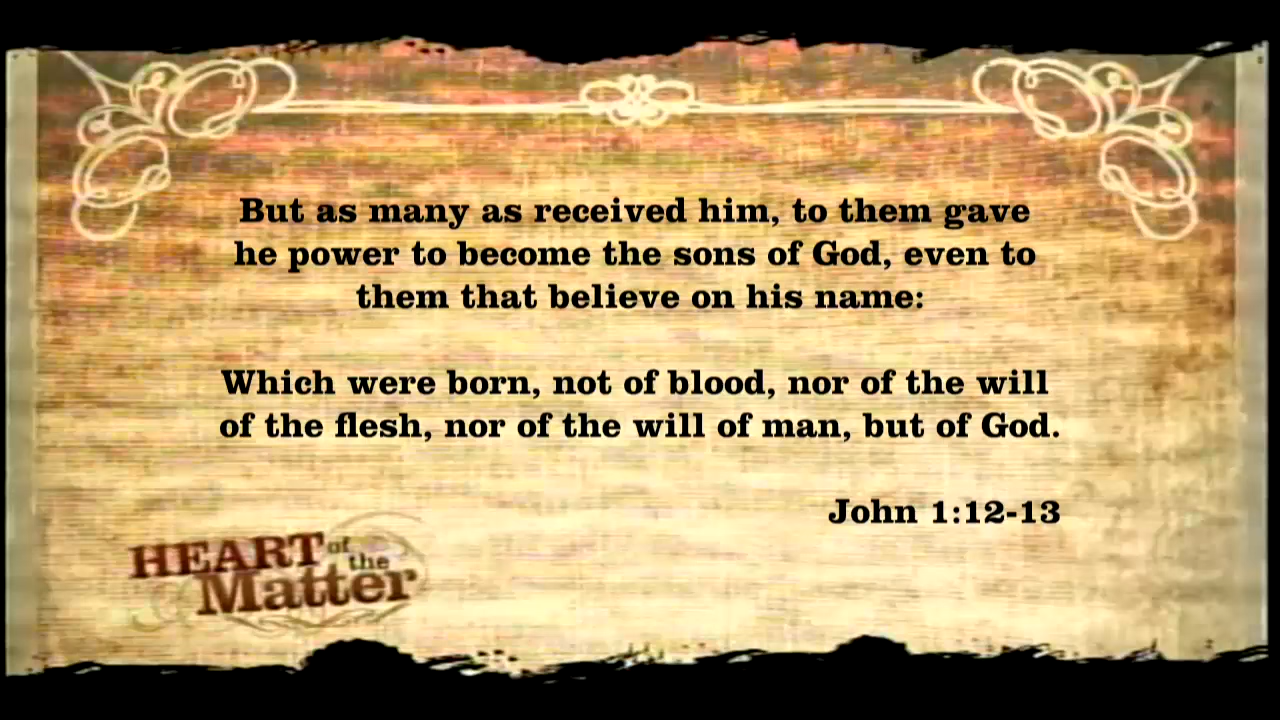 But as many as received him, to them gave
he power to become the sons of God, even to
them that believe on his name:
Which were born, not of blood, nor of the will
of the flesh, nor of the will of man, but of God.
John 1:12-13
HEART of the
Matter